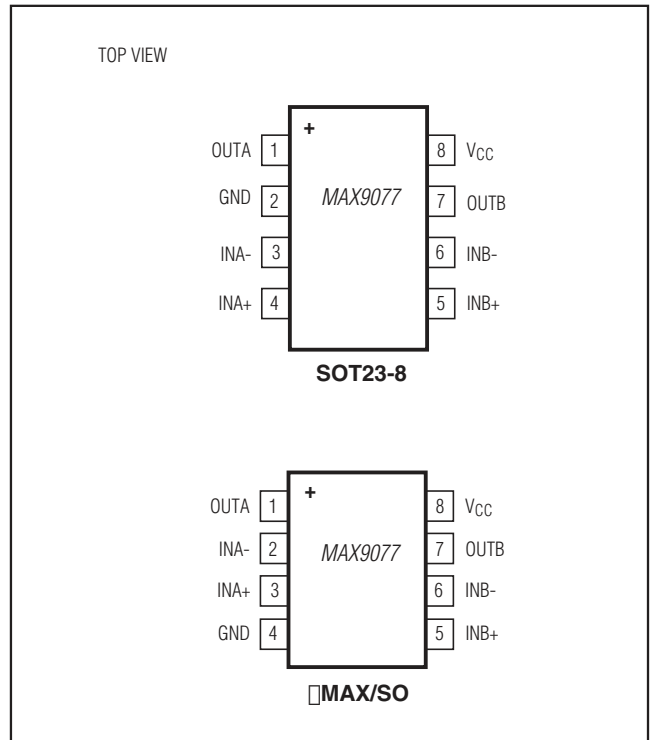 TOP VIEW
+
OUTA 1 8 VCC
GND 2 MAX9077 7 OUTB
INA- 3 6 INB-
INA+ 4 5 INB+
SOT23-8
+
OUTA 1 8 VCC
INA- 2 MAX9077 7 OUTB
INA+ 3 6 INB-
GND 4 5 INB+
▯MAX/SO